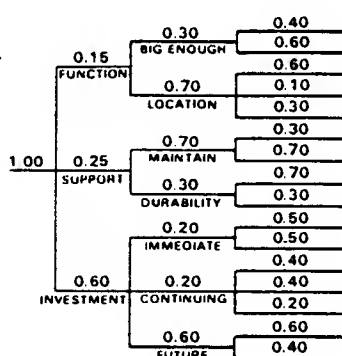 0.40
0.30
BIG ENOUGH
0.60
0.15
FUNCTION
0.60
0.70
LOCATION
0.10
0.30
0.30
0.70
MAINTAIN
0.70
1.00
0.25
SUPPORT
0.70
0.30
DURABILITY
0.30
0.50
0.20
IMMEDIATE
0.50
0.40
0.60
INVESTMENT
0.20
CONTINUING
0.40
0.20
0.60
0.60
FUTURE
0.40